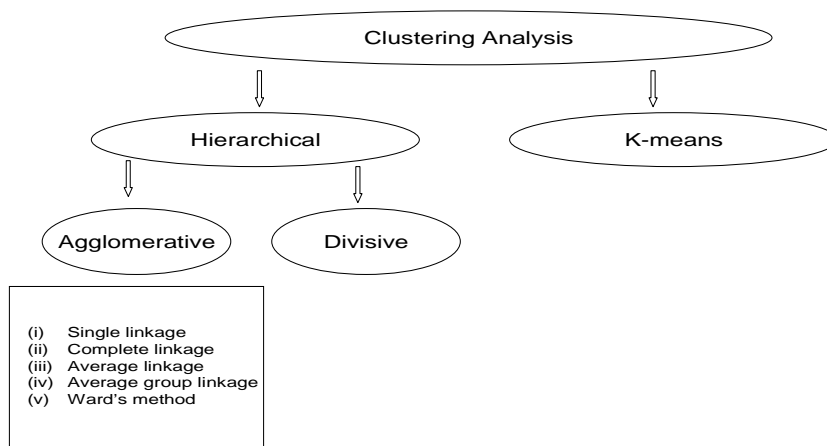 Clustering Analysis
Hierarchical
K-means
Agglomerative
Divisive
(i) Single linkage
(ii) Complete linkage
(iii) Average linkage
(iv) Average group linkage
(v) Ward's method